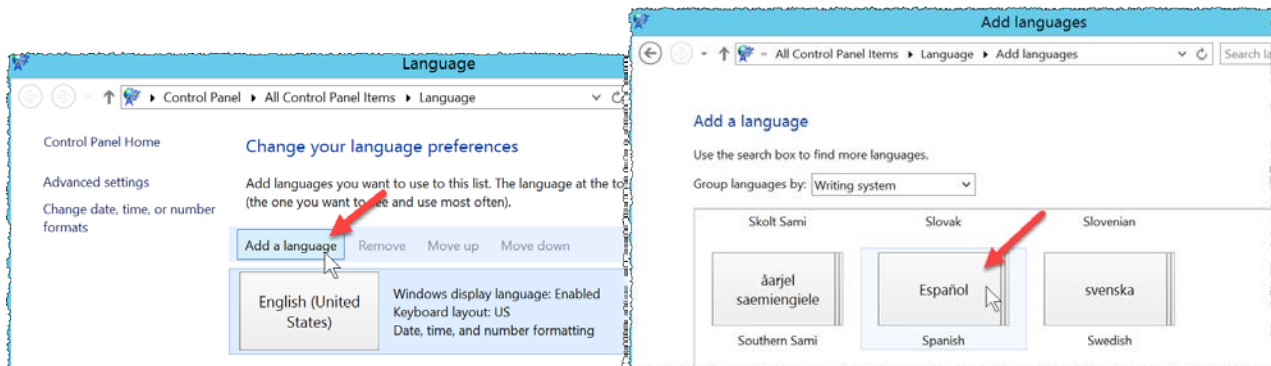 Language
Control Panel ▸ All Control Panel Items ▸ Language
Control Panel Home
Advanced settings
Change date, time, or number
formats
Change your language preferences
Add languages you want to use to this list. The language at the to
(the one you want to see and use most often).
Add a language Remove Move up Move down
English (United
States)
Windows display language: Enabled
Keyboard layout: US
Date, time, and number formatting
Add languages
« All Control Panel Items ▸ Language ▸ Add languages
Search la
Add a language
Use the search box to find more languages.
Group languages by: Writing system
Skolt Sami Slovak Slovenian
åarjel
saemiengiele
Español
svenska
Southern Sami Spanish Swedish